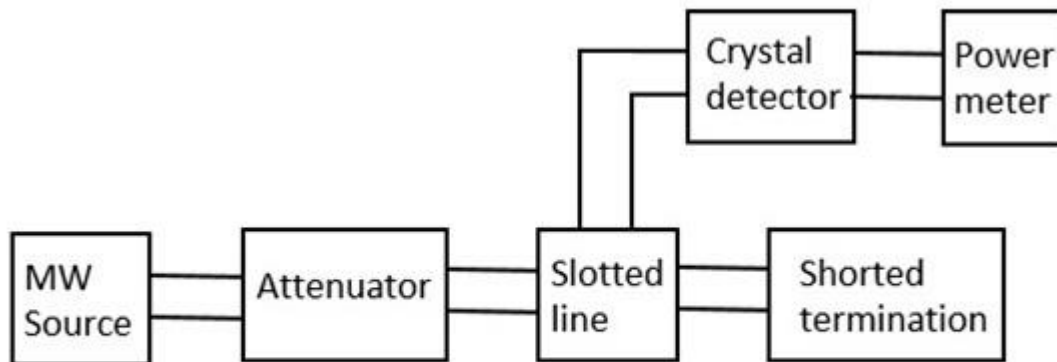 Crystal
detector
Power
meter
MW
Source
Attenuator
Slotted
line
Shorted
termination